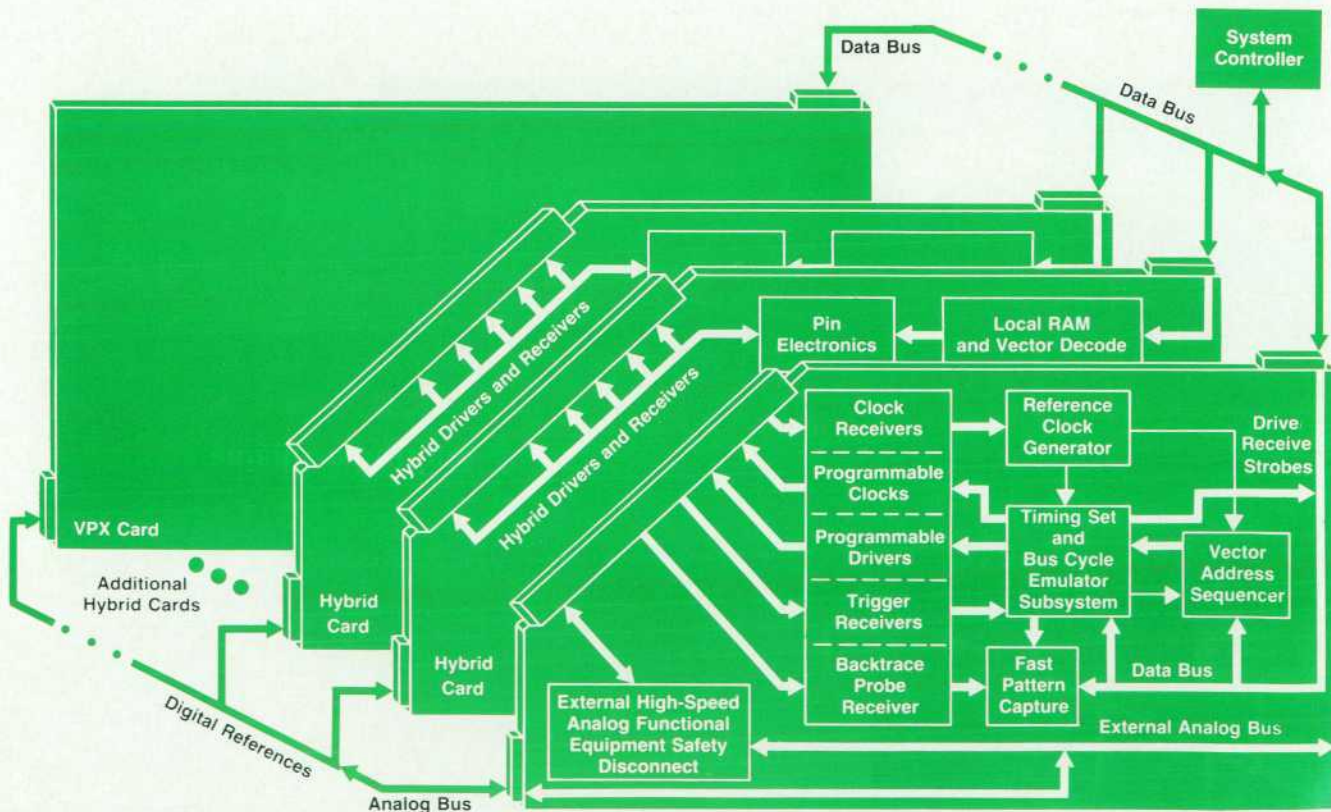 System
Controller
Data Bus
Data Bus
Hybrid Drivers and Receivers
Hybrid Drivers and Receivers
Pin
Electronics
Local RAM
and Vector Decode
Clock
Receivers
Reference
Clock
Generator
Drive
Receive
Strobes
Programmable
Clocks
Programmable
Drivers
Timing Set
and
Bus Cycle
Emulator
Subsystem
Vector
Address
Sequencer
Trigger
Receivers
Backtrace
Probe
Receiver
Fast
Pattern
Capture
Data Bus
External High-Speed
Analog Functional
Equipment Safety
Disconnect
External Analog Bus
VPX Card
Additional
Hybrid Cards
Hybrid
Card
Hybrid
Card
Digital References
Analog Bus